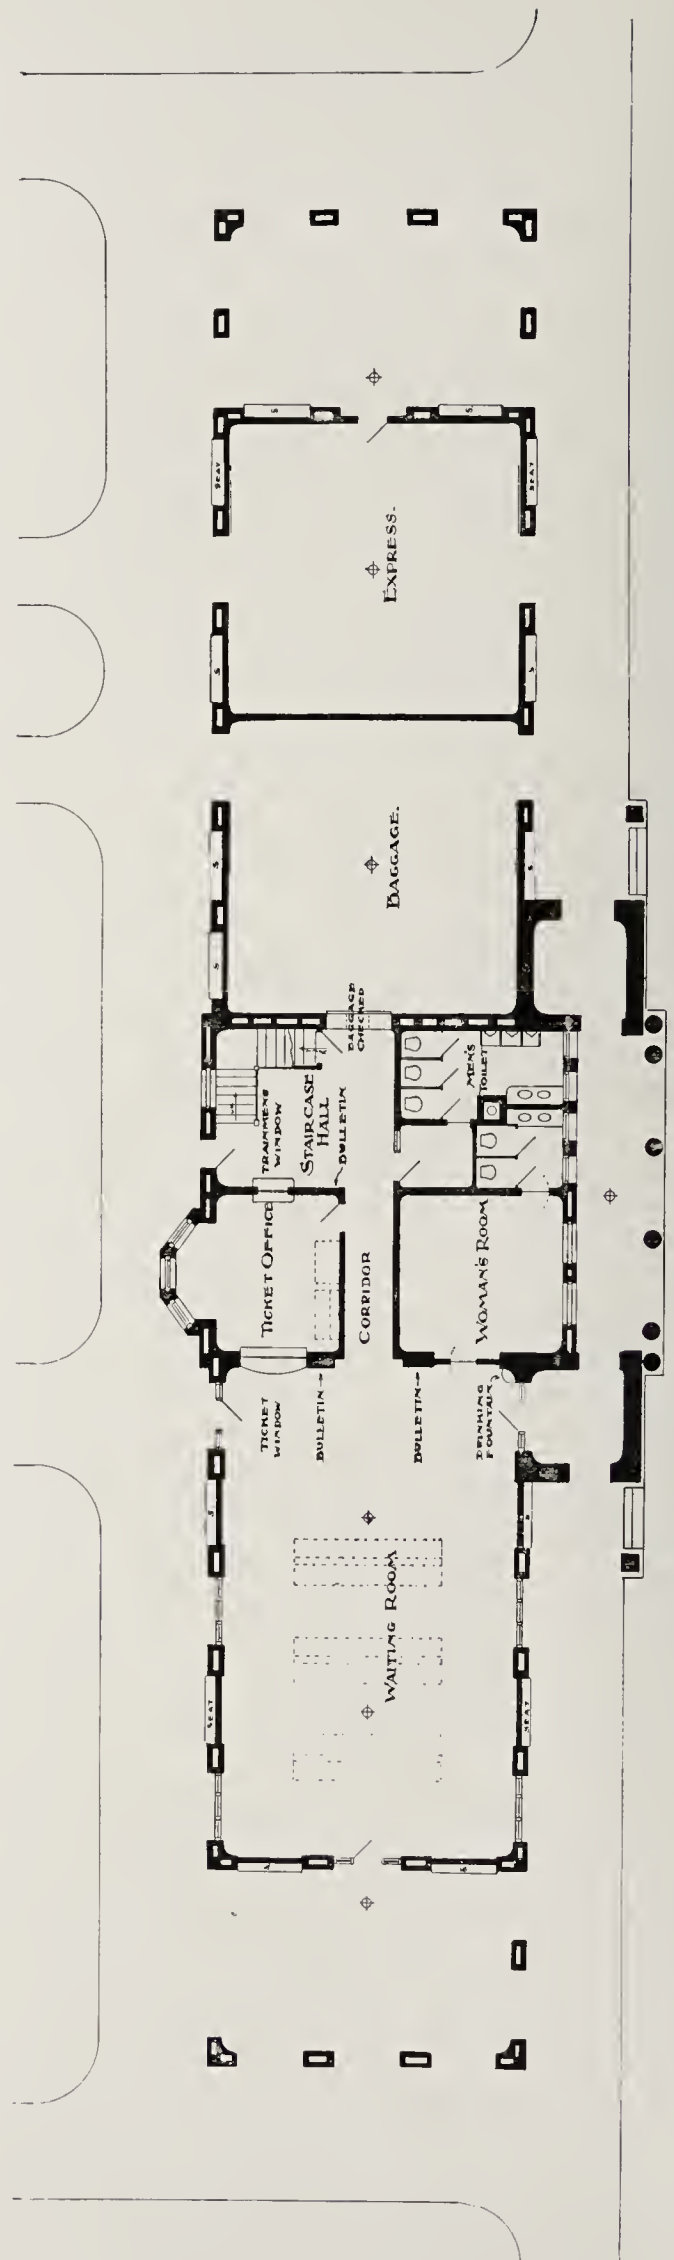 SEAT
S.
WAITING ROOM
SEAT
S
TICKET
WINDOW
BULLETIN
BULLETIN
DRINKING
FOUNTAIN
TICKET OFFICE
CORRIDOR
WOMAN'S ROOM
TRAINMENS
WINDOW
STAIRCASE
HALL
BULLETIN
MEN'S
TOILET
BAGGAGE
CHECKED
S
S
BAGGAGE.
S
S
EXPRESS.
S
SEAT
SEAT
S
S